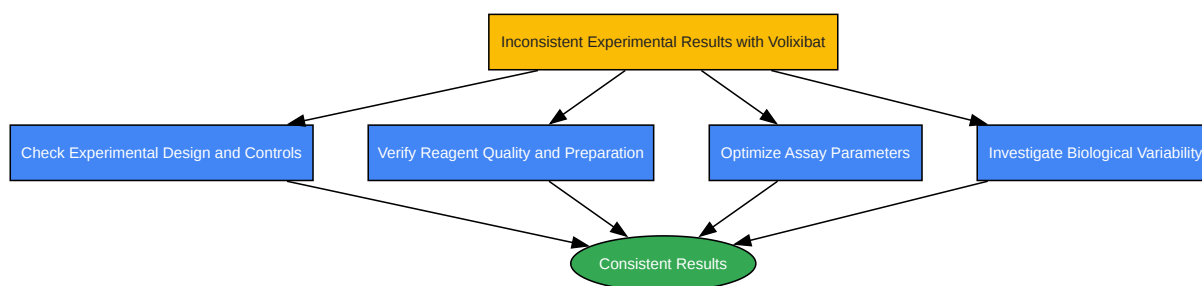 Inconsistent Experimental Results with Volixibat
Check Experimental Design and Controls
Verify Reagent Quality and Preparation
Optimize Assay Parameters
Investigate Biological Variability
Consistent Results